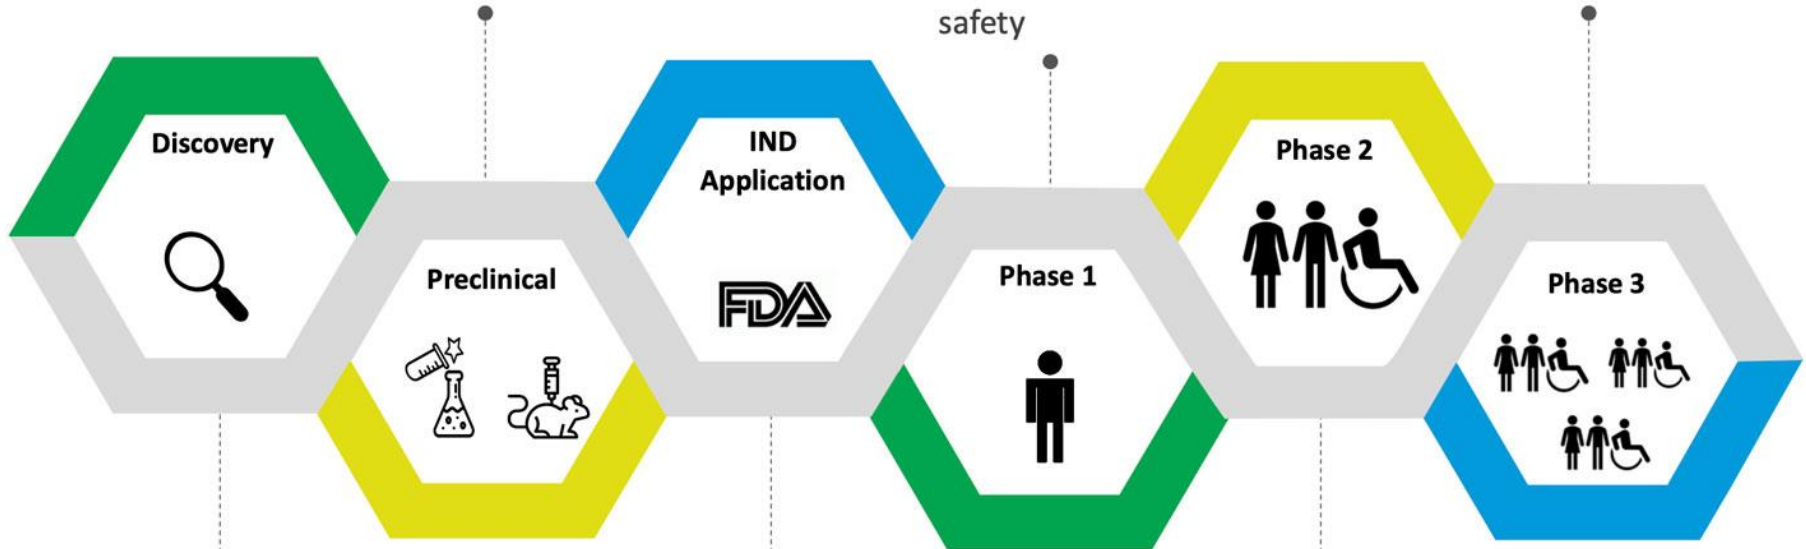 safety
Discovery
IND
Application
Phase 2
Preclinical
Phase 1
Phase 3
FDA